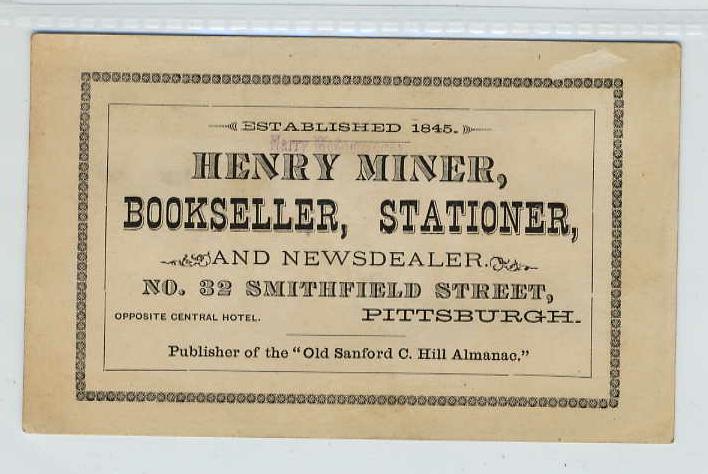 ESTABLISHED 1845.
Harry
HENRY MINER,
BOOKSELLER, STATIONER,
AND NEWSDEALER.
NO. 32 SMITHFIELD STREET,
OPPOSITE CENTRAL HOTEL. PITTSBURGH.
Publisher of the "Old Sanford C. Hill Almanac."